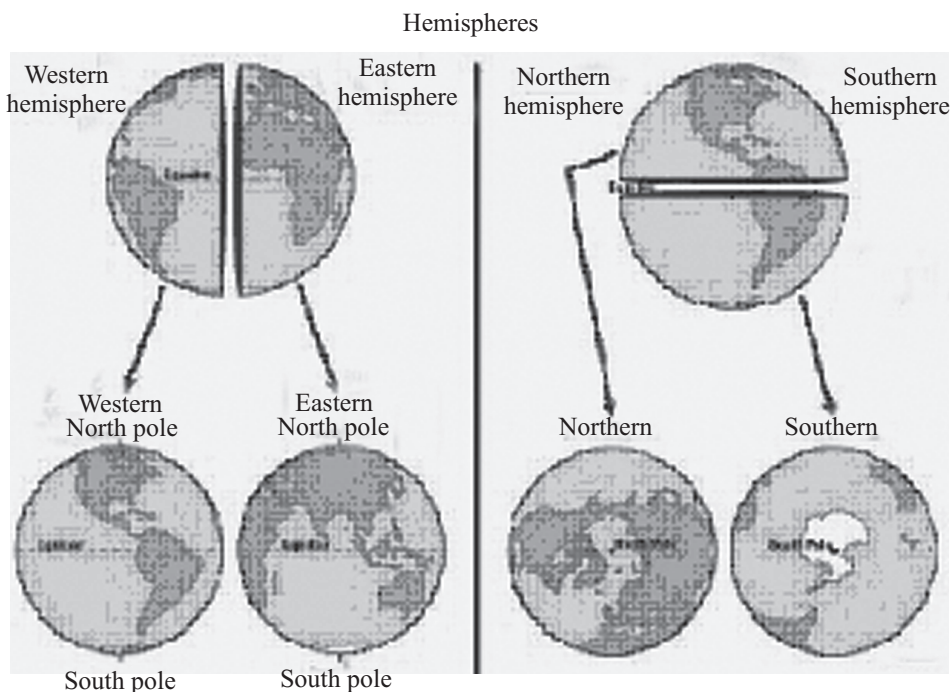 Hemispheres
Western
hemisphere
Eastern
hemisphere
Northern
hemisphere
Southern
hemisphere
Western
North pole
Eastern
North pole
Northern
Southern
South pole
South pole